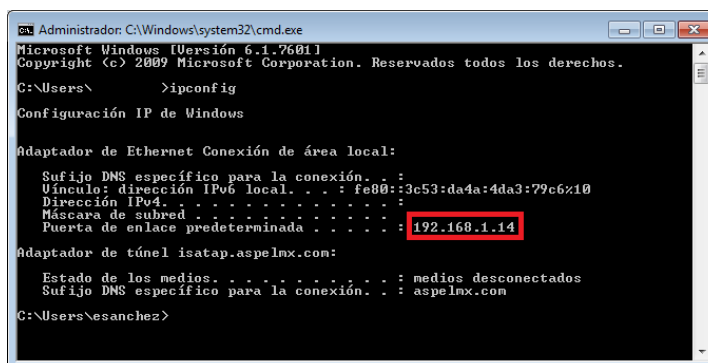 Administrador: C:\Windows\system32\cmd.exe
Microsoft Windows [Versión 6.1.7601]
Copyright (c) 2009 Microsoft Corporation. Reservados todos los derechos.
C:\Users\ >ipconfig
Configuración IP de Windows
Adaptador de Ethernet Conexión de área local:
Sufijo DNS específico para la conexión. . :
Vínculo: dirección IPv6 local. . . : fe80::3c53:da4a:4da3:79c6%10
Dirección IPv4. . . . . . . . . . . . . . :
Máscara de subred . . . . . . . . . . . . :
Puerta de enlace predeterminada . . . . . : 192.168.1.14
Adaptador de túnel isatap.aspelmx.com:
Estado de los medios. . . . . . . . . . . : medios desconectados
Sufijo DNS específico para la conexión. . : aspelmx.com
C:\Users\esanchez>